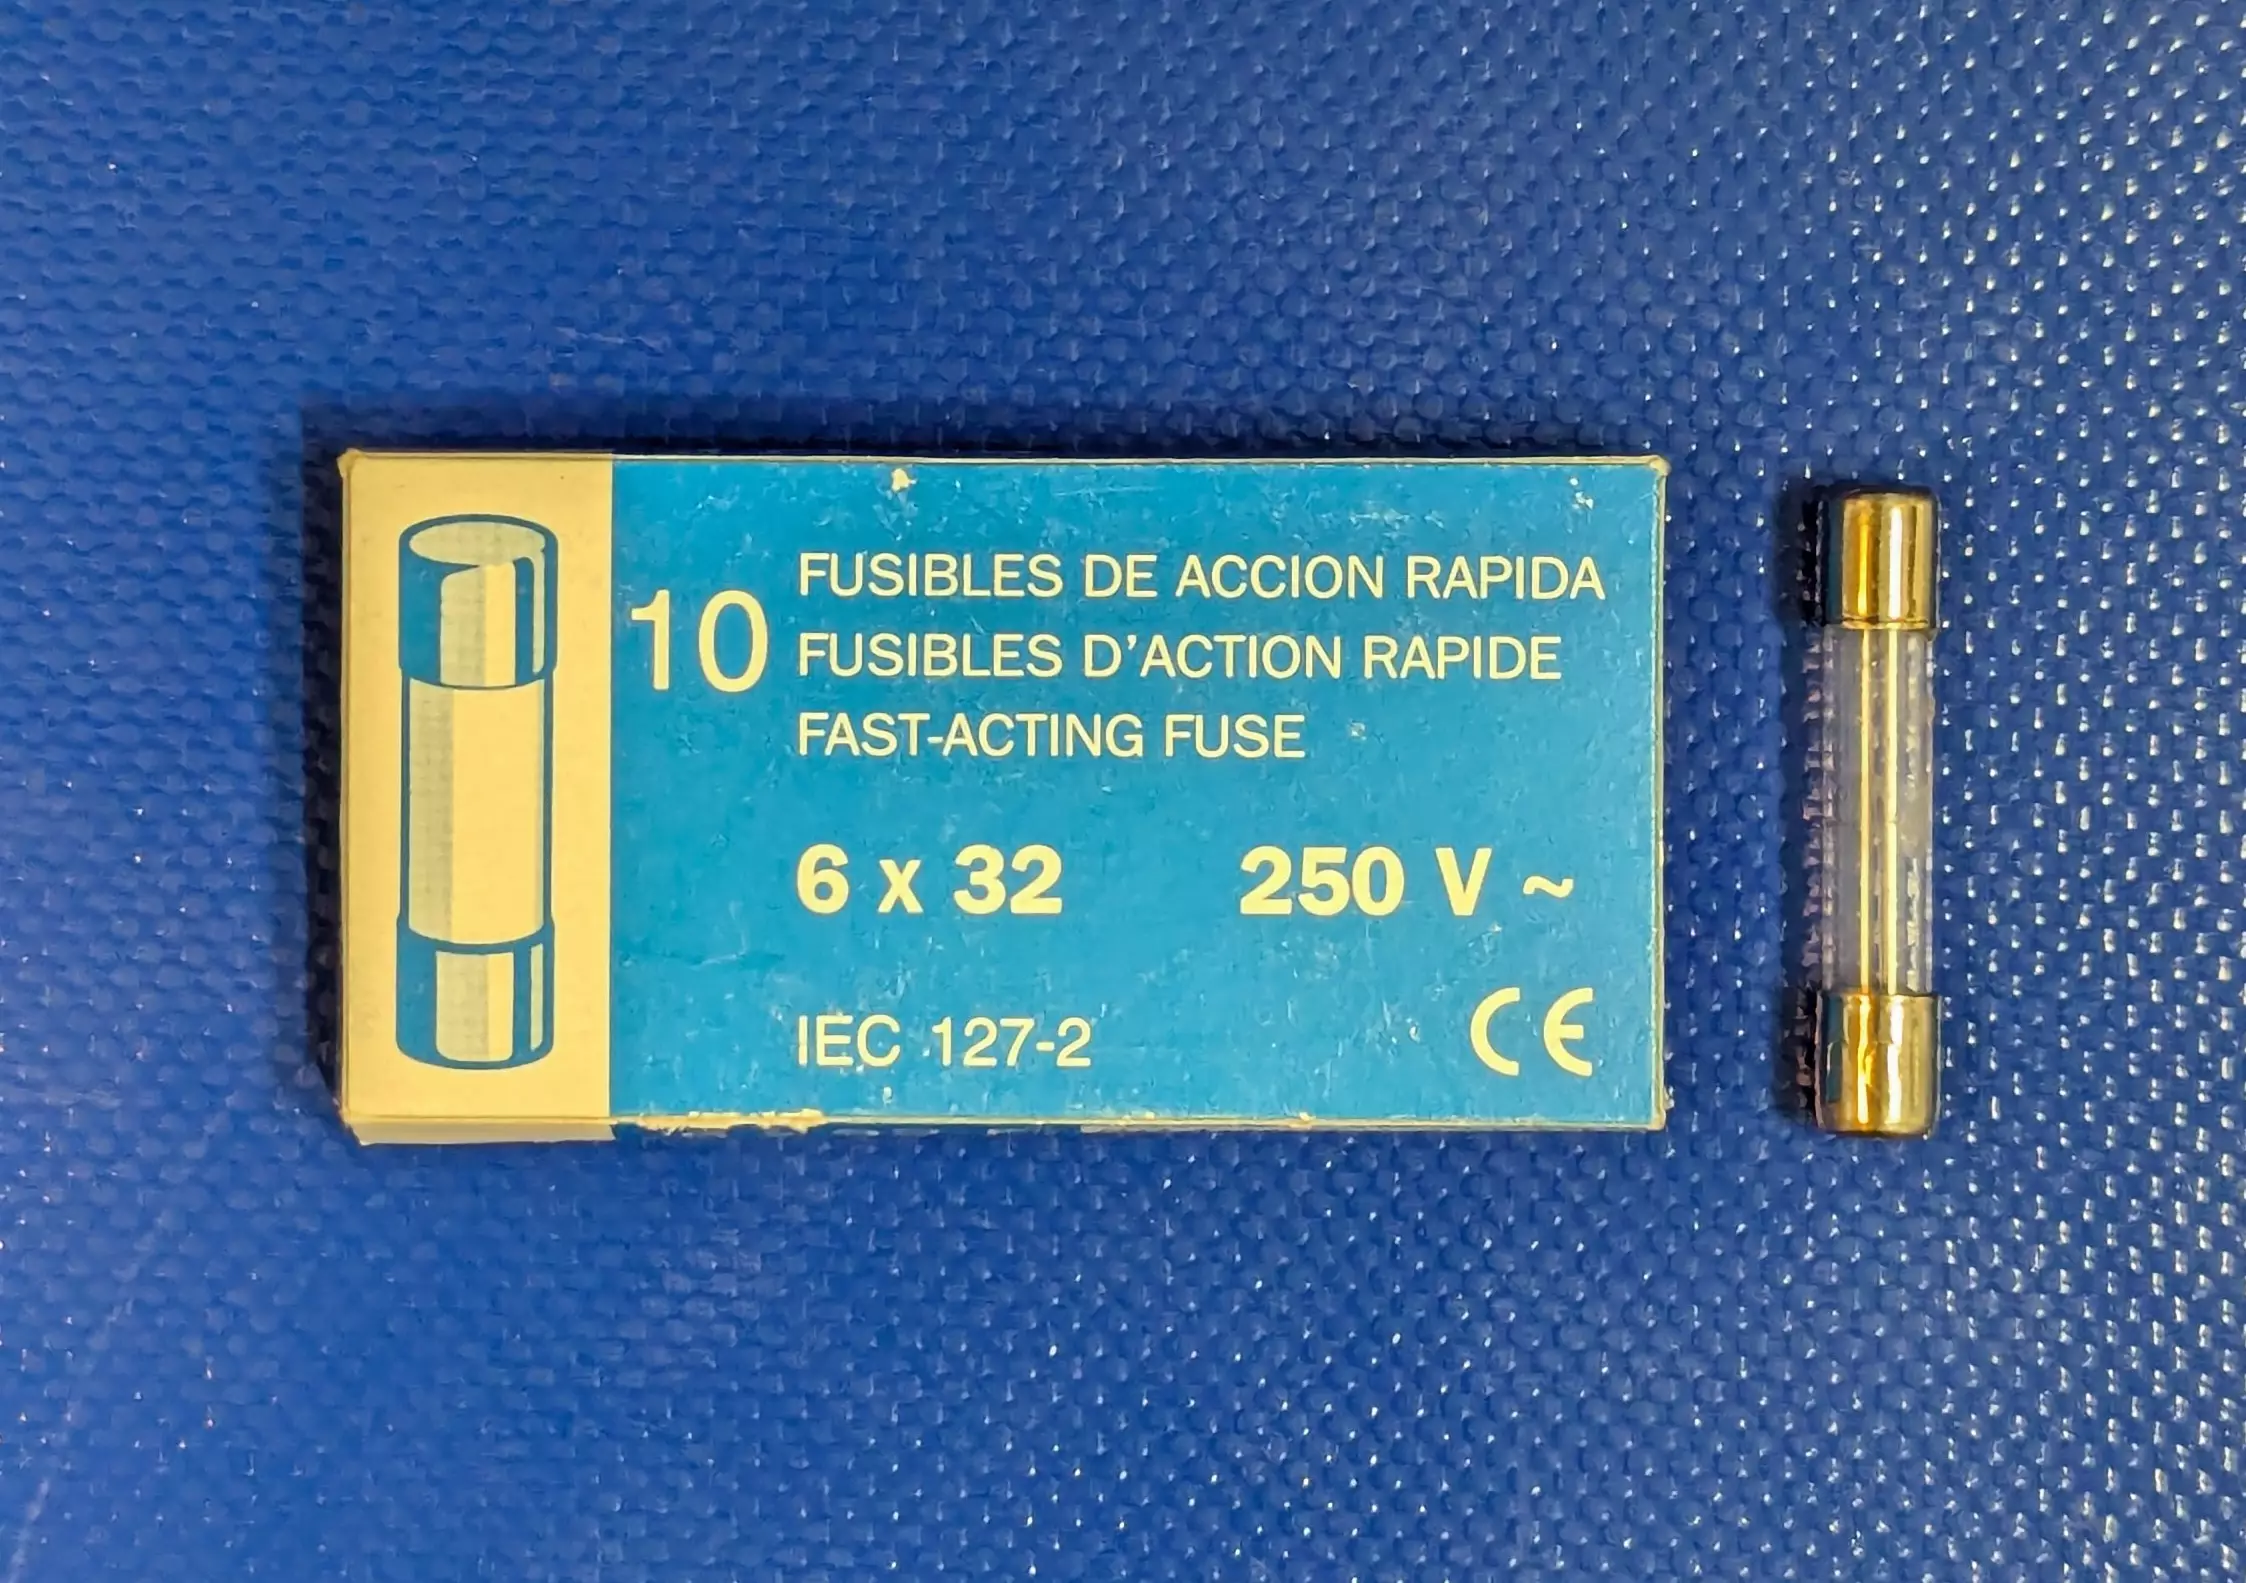 10
FUSIBLES DE ACCION RAPIDA
FUSIBLES D'ACTION RAPIDE
FAST-ACTING FUSE
6 x 32 250 V ~
IEC 127-2 CE